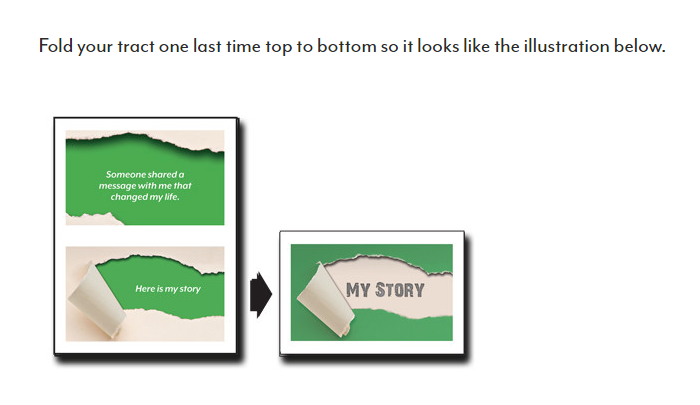 Fold your tract one last time top to bottom so it looks like the illustration below.
Someone shared a
message with me that
changed my life.
Here is my story
MY STORY